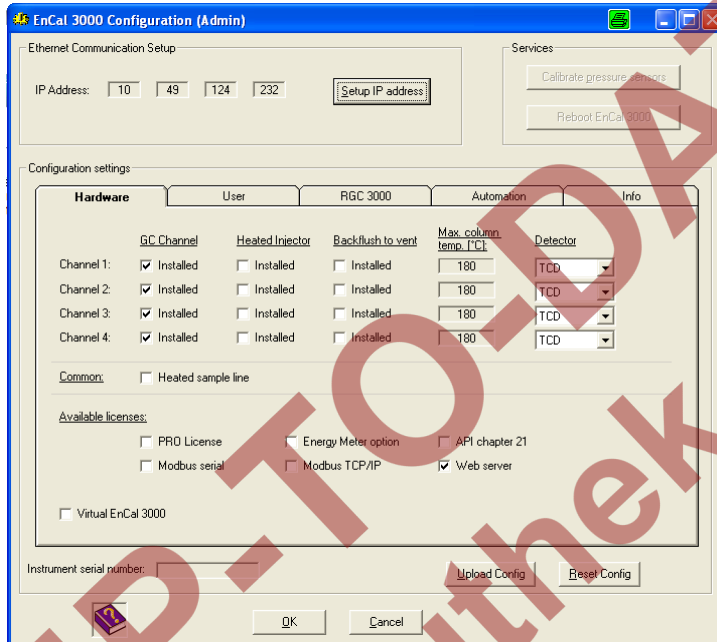 EnCal 3000 Configuration (Admin)
Ethernet Communication Setup
IP Address: 10 49 124 232 Setup IP address
Services
Calibrate pressure sensors
Reboot EnCal 3000
Configuration settings
Hardware User RGC 3000 Automation Info
GC Channel Heated Injector Backflush to vent Max. column temp. [°C]: Detector
Channel 1: Installed Installed Installed 180 TCD
Channel 2: Installed Installed Installed 180 TCD
Channel 3: Installed Installed Installed 180 TCD
Channel 4: Installed Installed Installed 180 TCD
Common: Heated sample line
Available licenses:
PRO License Energy Meter option API chapter 21
Modbus serial Modbus TCP/IP Web server
Virtual EnCal 3000
Instrument serial number: Upload Config Reset Config
OK Cancel
P-TO-DA
thek